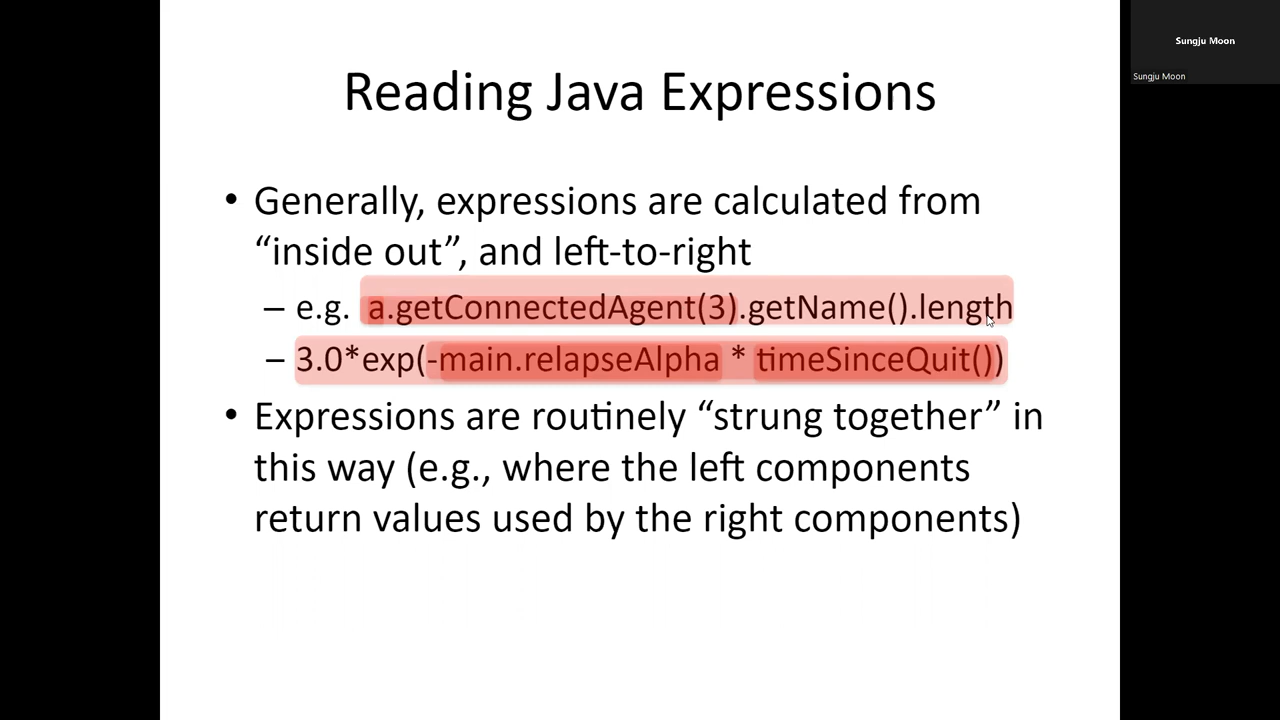 Sungju Moon
Sungju Moon
Reading Java Expressions
• Generally, expressions are calculated from
“inside out”, and left-to-right
– e.g. a.getConnectedAgent(3).getName().length
– 3.0*exp(-main.relapseAlpha * timeSinceQuit())
• Expressions are routinely “strung together” in
this way (e.g., where the left components
return values used by the right components)